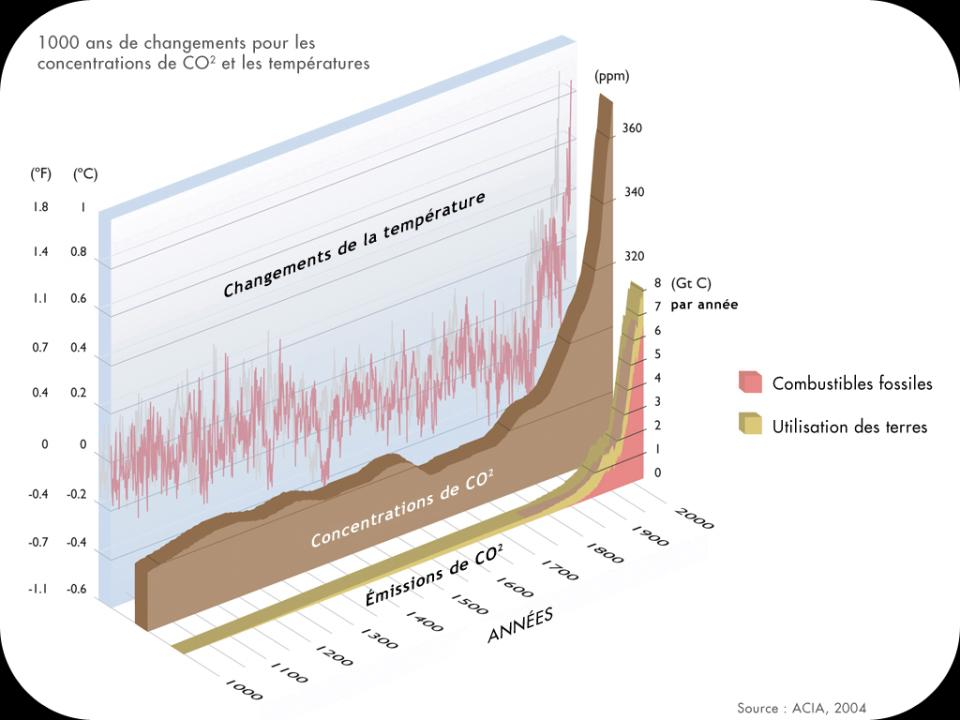 1000 ans de changements pour les
concentrations de CO² et les températures
(ppm)
360
340
320
(°F) (°C)
1.8 1
1.4 0.8
1.1 0.6
0.7 0.4
0.4 0.2
0 0
-0.4 -0.2
-0.7 -0.4
-1.1 -0.6
Changements de la température
8 (Gt C)
7 par année
6
5
4
3
2
1
0
Combustibles fossiles
Utilisation des terres
Concentrations de CO²
Émissions de CO²
1000
1100
1200
1300
1400
1500
1600
1700
1800
1900
2000
ANNÉES
Source : ACIA, 2004